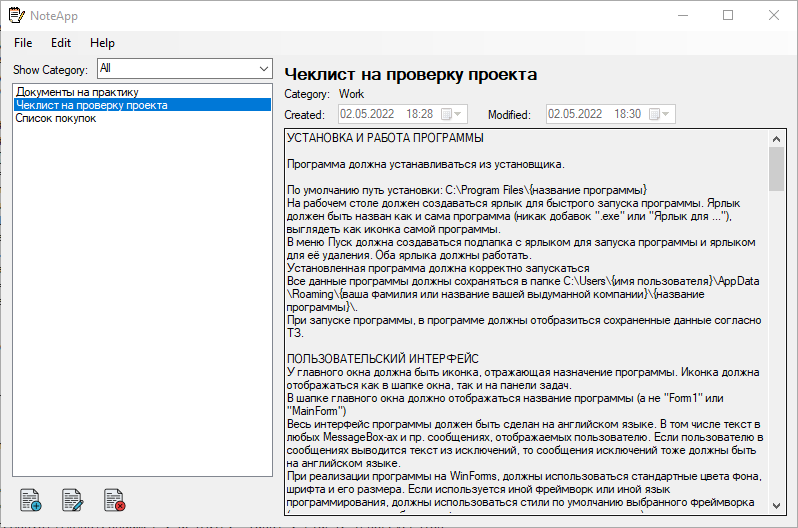 NoteApp
File Edit Help
Show Category: All
Документы на практику
Чеклист на проверку проекта
Список покупок
Чеклист на проверку проекта
Category: Work
Created: 02.05.2022 18:28 Modified: 02.05.2022 18:30
УСТАНОВКА И РАБОТА ПРОГРАММЫ
Программа должна устанавливаться из установщика.
По умолчанию путь установки: C:\Program Files\{название программы}
На рабочем столе должен создаваться ярлык для быстрого запуска программы. Ярлык
должен быть назван как и сама программа (никак добавок ".exe" или "Ярлык для ..."),
выглядеть как иконка самой программы.
В меню Пуск должна создаваться подпапка с ярлыком для запуска программы и ярлыком
для её удаления. Оба ярлыка должны работать.
Установленная программа должна корректно запускаться
Все данные программы должны сохраняться в папке C:\Users\{имя пользователя}\AppData
\Roaming\{ваша фамилия или название вашей выдуманной компании}\{название
программы}\.
При запуске программы, в программе должны отобразиться сохраненные данные согласно
ТЗ.
ПОЛЬЗОВАТЕЛЬСКИЙ ИНТЕРФЕЙС
У главного окна должна быть иконка, отражающая назначение программы. Иконка должна
отображаться как в шапке окна, так и на панели задач.
В шапке главного окна должно отображаться название программы (а не "Form1" или
"MainForm")
Весь интерфейс программы должен быть сделан на английском языке. В том числе текст в
любых MessageBox-ах и пр. сообщениях, отображаемых пользователю. Если пользователю в
сообщениях выводится текст из исключений, то сообщения исключений тоже должны быть
на английском языке.
При реализации программы на WinForms, должны использоваться стандартные цвета фона,
шрифта и его размера. Если используется иной фреймворк или иной язык
программирования, должны использоваться стили по умолчанию выбранного фреймворка